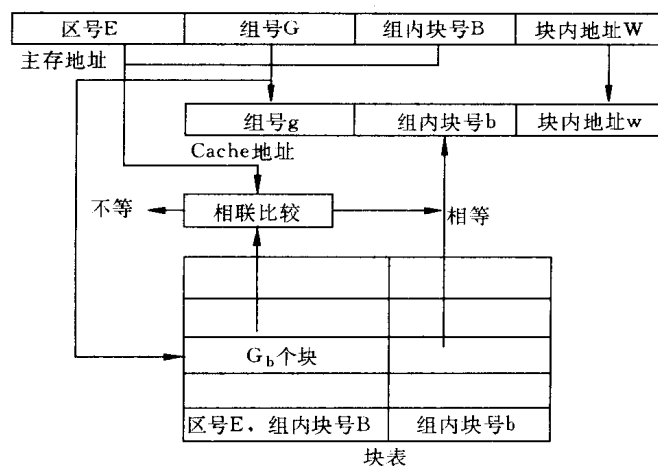 区号E 组号G 组内块号B 块内地址W
主存地址
组号g 组内块号b 块内地址w
Cache地址
不等 相联比较 相等
Gb个块
区号E、组内块号B 组内块号b
块表